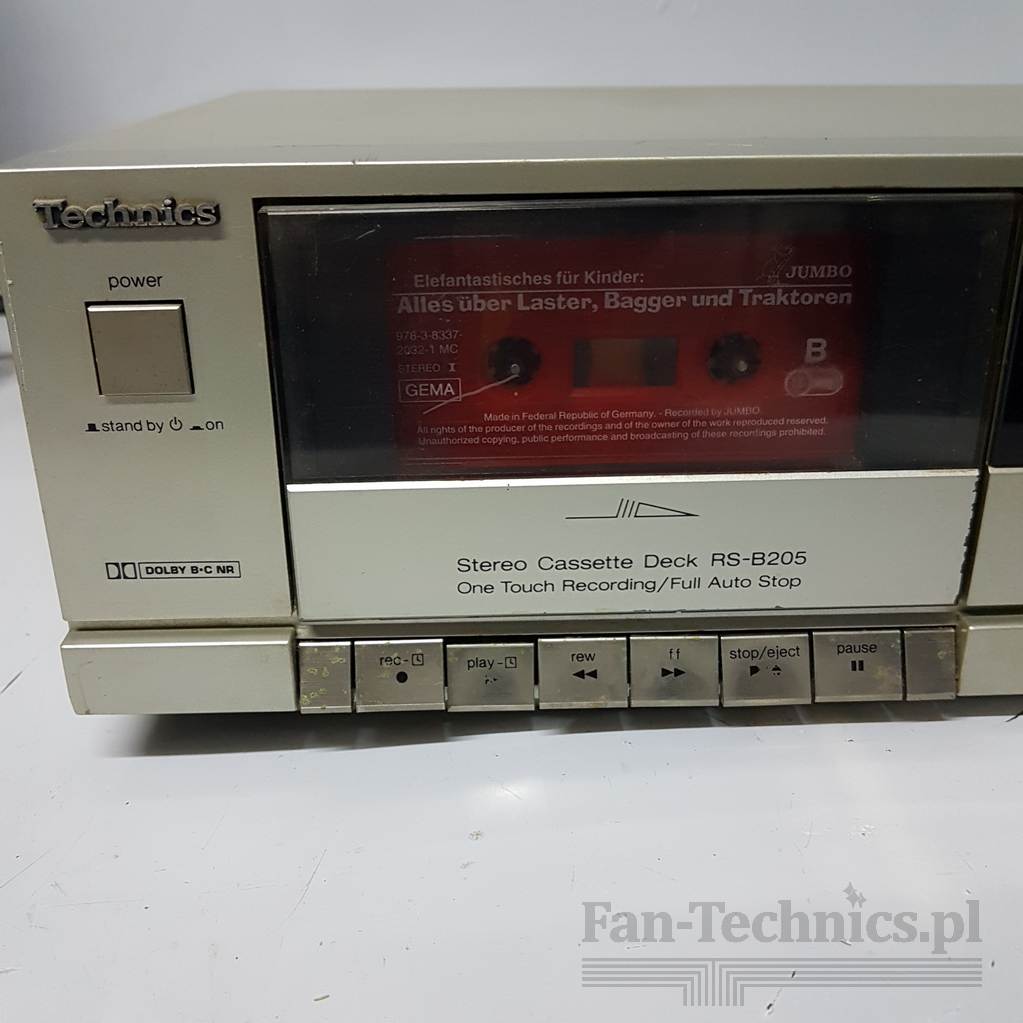 Technics
power
stand by on
DOLBY B·C NR
Elefantastisches für Kinder:
JUMBO
Alles über Laster, Bagger und Traktoren
978-3-8337-
2032-1 MC
STEREO I
GEMA
B
Made in Federal Republic of Germany. - Recorded by JUMBO
All rights of the producer of the recordings and of the owner of the work reproduced reserved.
Unauthorized copying, public performance and broadcasting of these recordings prohibited.
Stereo Cassette Deck RS-B205
One Touch Recording/Full Auto Stop
rec-
play-
rew
ff
stop/eject
pause
Fan-Technics.pl